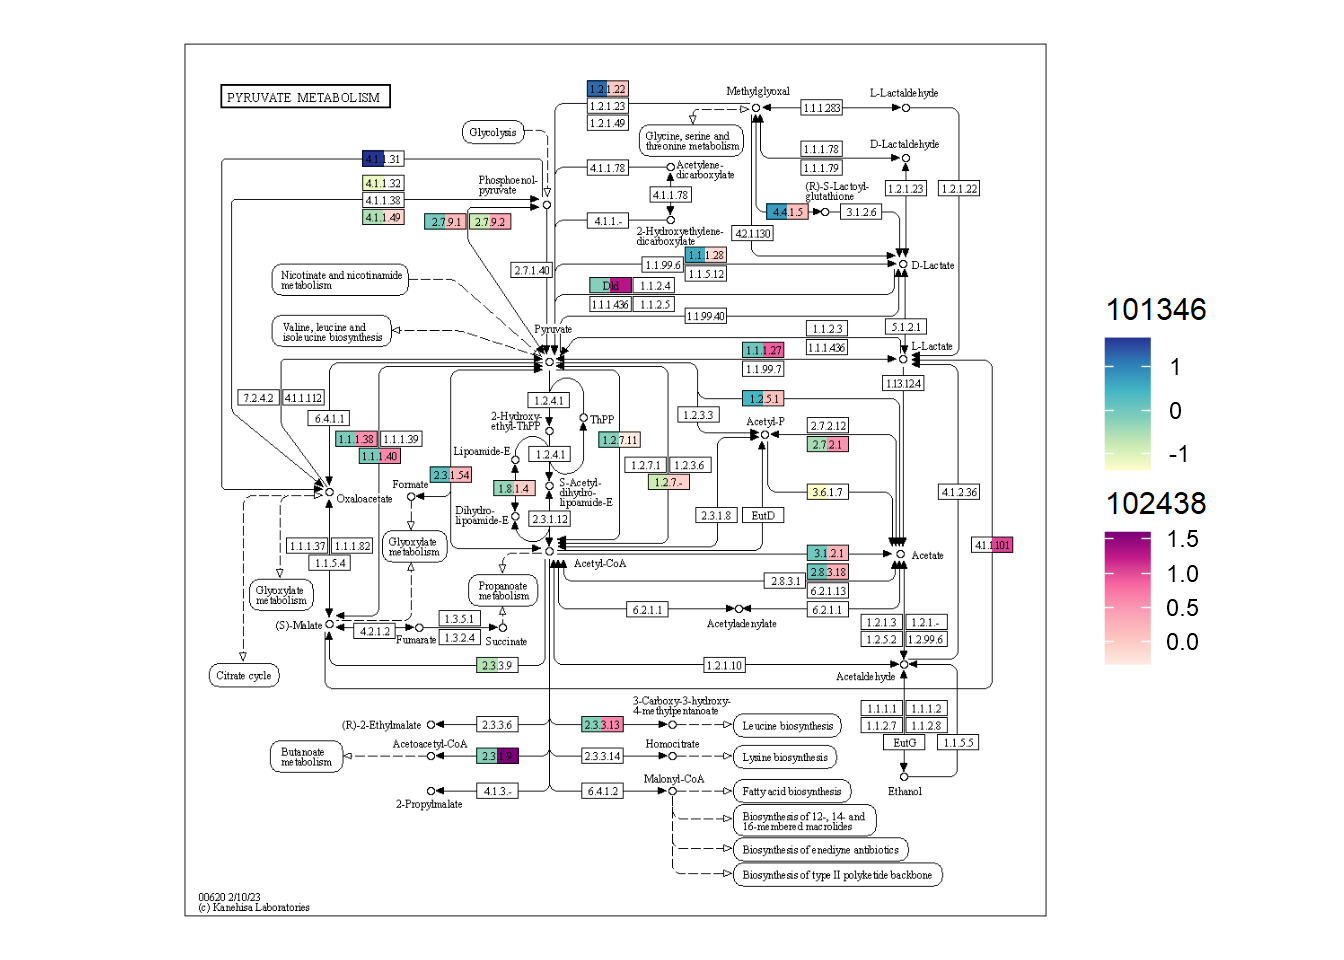 PYRUVATE METABOLISM
1.2.1.22
1.2.1.23
1.2.1.49
Methylglyoxal
1.1.1.283
L-Lactaldehyde
Glycolysis
Glycine, serine and
threonine metabolism
1.1.1.78
1.1.1.79
D-Lactaldehyde
4.1.1.31
4.1.1.32
4.1.1.38
4.1.1.49
Phosphoenol-
pyruvate
4.1.1.78
Acetylene-
dicarboxylate
4.1.1.78
(R)-S-Lactoyl-
glutathione
1.2.1.23
1.2.1.22
2.7.9.1
2.7.9.2
4.1.1.-
2-Hydroxyethylene-
dicarboxylate
4.4.1.5
3.1.2.6
4.2.1.130
Nicotinate and nicotinamide
metabolism
2.7.1.40
1.1.99.6
1.1.1.28
1.1.5.12
D-Lactate
Dld
1.1.2.4
1.1.1.436
1.1.2.5
1.1.99.40
Valine, leucine and
isoleucine biosynthesis
Pyruvate
1.1.2.3
1.1.1.436
5.1.2.1
L-Lactate
1.1.1.27
1.1.99.7
1.13.12.4
7.2.4.2
4.1.1.112
6.4.1.1
1.2.4.1
ThPP
2-Hydroxy-
ethyl-ThPP
1.2.3.3
1.2.5.1
Acetyl-P
2.7.2.12
2.7.2.1
1.1.1.38
1.1.1.39
1.1.1.40
Lipoamide-E
1.2.4.1
1.2.7.11
1.2.7.1
1.2.3.6
1.2.7.-
2.3.1.54
Formate
1.8.1.4
S-Acetyl-
dihydro-
lipoamide-E
3.6.1.7
4.1.2.36
Oxaloacetate
Dihydro-
lipoamide-E
2.3.1.12
2.3.1.8
EutD
Glyoxylate
metabolism
1.1.1.37
1.1.1.82
1.1.5.4
Acetyl-CoA
3.1.2.1
Acetate
4.1.1.101
2.8.3.1
2.8.3.18
6.2.1.13
Glyoxylate
metabolism
Propanoate
metabolism
6.2.1.1
Acetyladenylate
6.2.1.1
(S)-Malate
4.2.1.2
Fumarate
1.3.5.1
1.3.2.4
Succinate
1.2.1.3
1.2.1.-
1.2.5.2
1.2.99.6
Citrate cycle
2.3.3.9
1.2.1.10
Acetaldehyde
(R)-2-Ethylmalate
2.3.3.6
2.3.3.13
3-Carboxy-3-hydroxy-
4-methylpentanoate
Leucine biosynthesis
1.1.1.1
1.1.1.2
1.1.2.7
1.1.2.8
EutG
1.1.5.5
Ethanol
Butanoate
metabolism
Acetoacetyl-CoA
2.3.1.9
2.3.3.14
Homocitrate
Lysine biosynthesis
2-Propylmalate
4.1.3.-
6.4.1.2
Malonyl-CoA
Fatty acid biosynthesis
Biosynthesis of 12-, 14- and
16-membered macrolides
Biosynthesis of enediyne antibiotics
Biosynthesis of type II polyketide backbone
00620 2/10/23
(c) Kanehisa Laboratories
101346
1
0
-1
102438
1.5
1.0
0.5
0.0